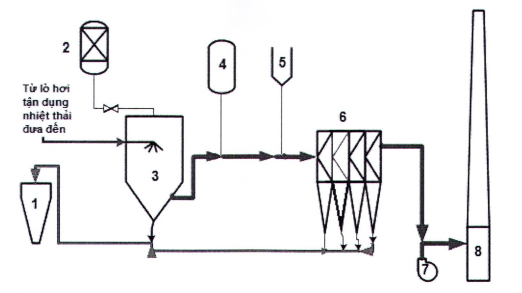 2
4
5
6
Từ lò hơi
tận dụng
nhiệt thải
đưa đến
3
1
7
8